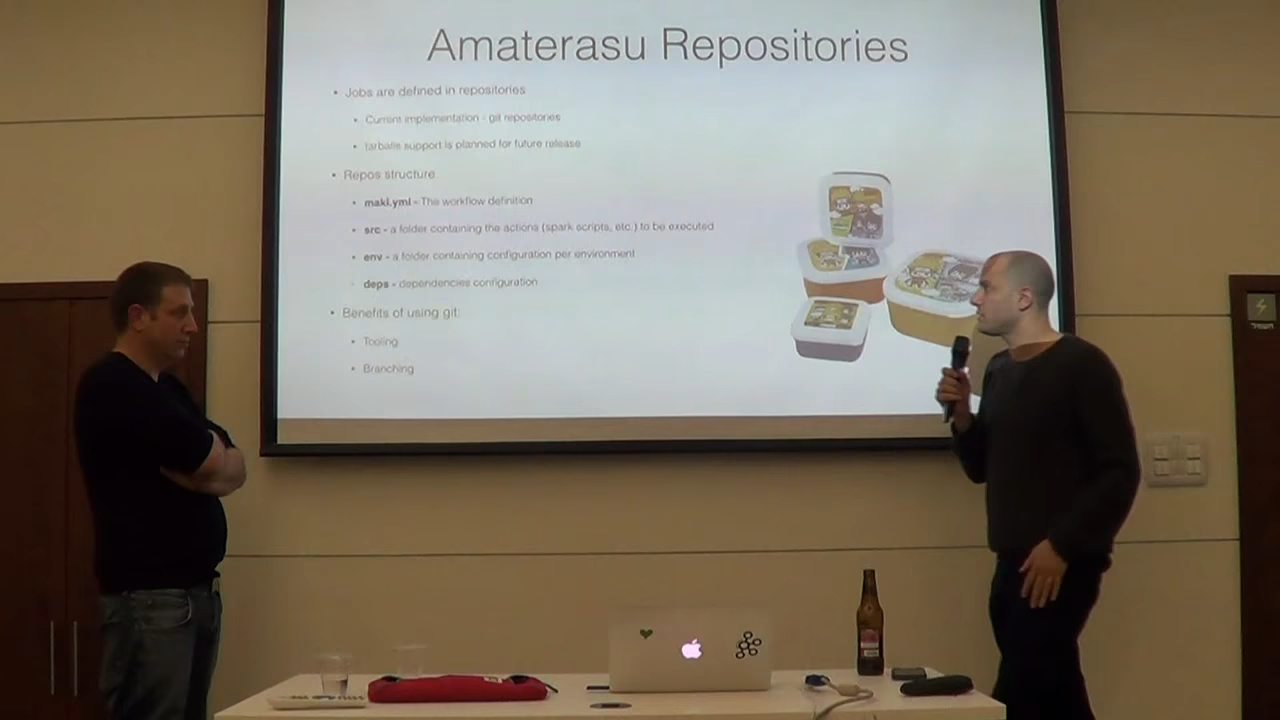 Amaterasu Repositories
• Jobs are defined in repositories
• Current implementation - git repositories
• tarballs support is planned for future release
• Repos structure
• maki.yml - The workflow definition
• src - a folder containing the actions (spark scripts, etc.) to be executed
• env - a folder containing configuration per environment
• deps - dependencies configuration
• Benefits of using git:
• Tooling
• Branching